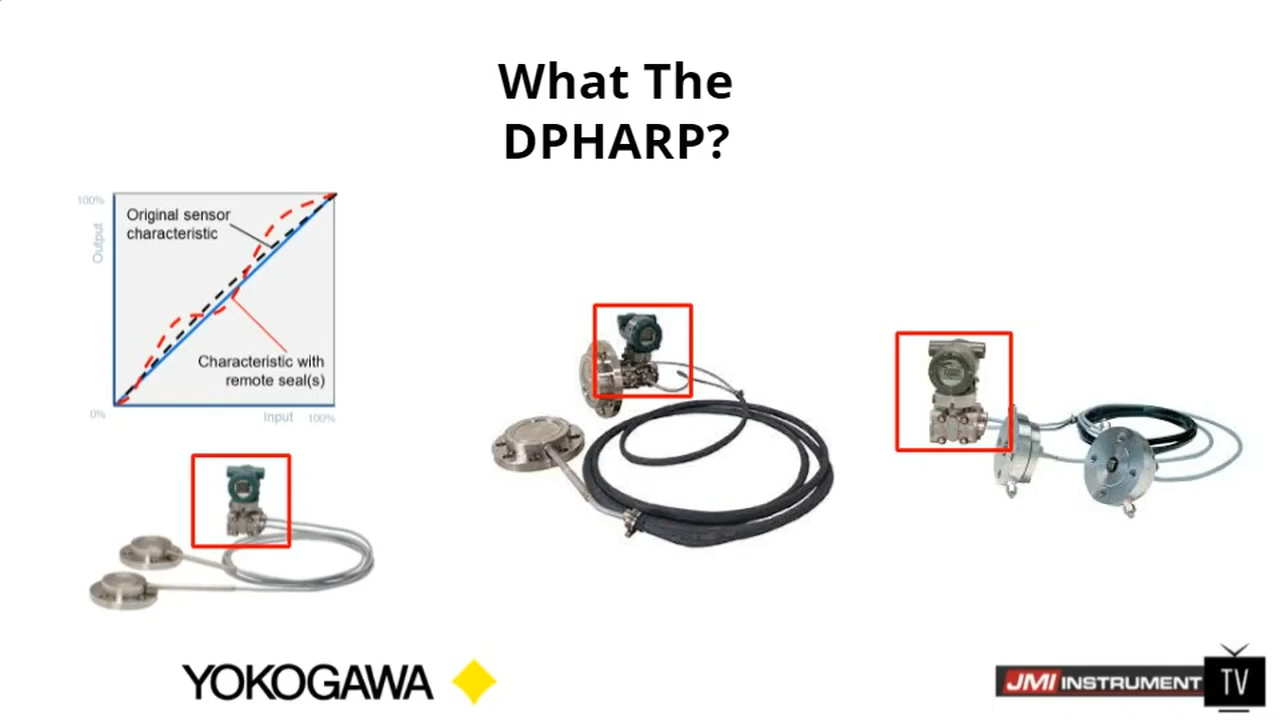 What The
DPHARP?
100%
Output
Original sensor
characteristic
Characteristic with
remote seal(s)
0%
Input
100%
YOKOGAWA
JMI INSTRUMENT TV